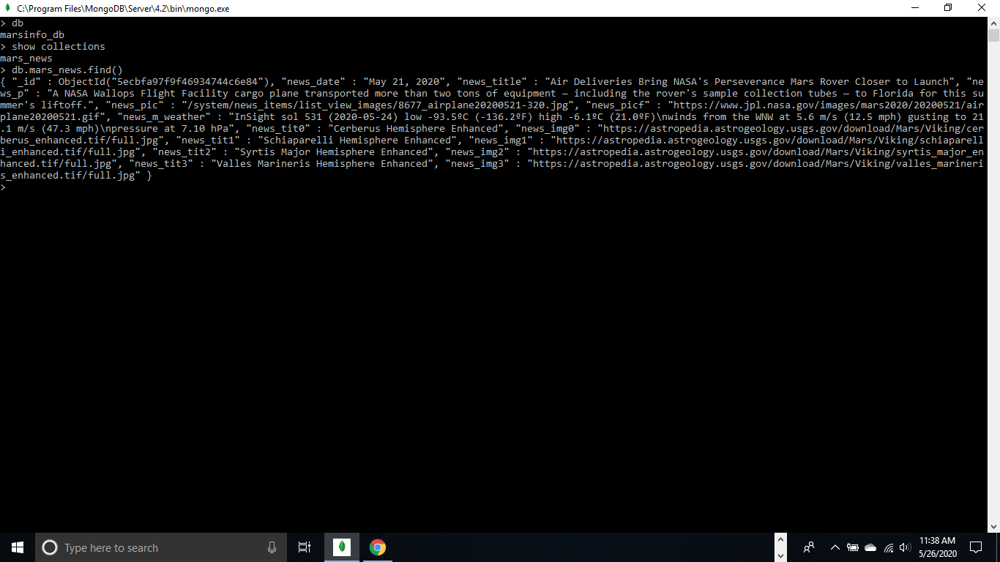 C:\Program Files\MongoDB\Server\4.2\bin\mongo.exe
> db
marsinfo_db
> show collections
mars_news
> db.mars_news.find()
{ "_id" : ObjectId("5ecbfa97f9f46934744c6e84"), "news_date" : "May 21, 2020", "news_title" : "Air Deliveries Bring NASA's Perseverance Mars Rover Closer to Launch", "ne
ws_p" : "A NASA Wallops Flight Facility cargo plane transported more than two tons of equipment — including the rover's sample collection tubes — to Florida for this su
mmer's liftoff.", "news_pic" : "/system/news_items/list_view_images/8677_airplane20200521-320.jpg", "news_picf" : "https://www.jpl.nasa.gov/images/mars2020/20200521/air
plane20200521.gif", "news_m_weather" : "InSight sol 531 (2020-05-24) low -93.5ºC (-136.2ºF) high -6.1ºC (21.0ºF)\nwinds from the WNW at 5.6 m/s (12.5 mph) gusting to 21
.1 m/s (47.3 mph)\npressure at 7.10 hPa", "news_tit0" : "Cerberus Hemisphere Enhanced", "news_img0" : "https://astropedia.astrogeology.usgs.gov/download/Mars/Viking/cer
berus_enhanced.tif/full.jpg", "news_tit1" : "Schiaparelli Hemisphere Enhanced", "news_img1" : "https://astropedia.astrogeology.usgs.gov/download/Mars/Viking/schiaparell
i_enhanced.tif/full.jpg", "news_tit2" : "Syrtis Major Hemisphere Enhanced", "news_img2" : "https://astropedia.astrogeology.usgs.gov/download/Mars/Viking/syrtis_major_en
hanced.tif/full.jpg", "news_tit3" : "Valles Marineris Hemisphere Enhanced", "news_img3" : "https://astropedia.astrogeology.usgs.gov/download/Mars/Viking/valles_marineri
s_enhanced.tif/full.jpg" }
>
Type here to search
11:38 AM
5/26/2020